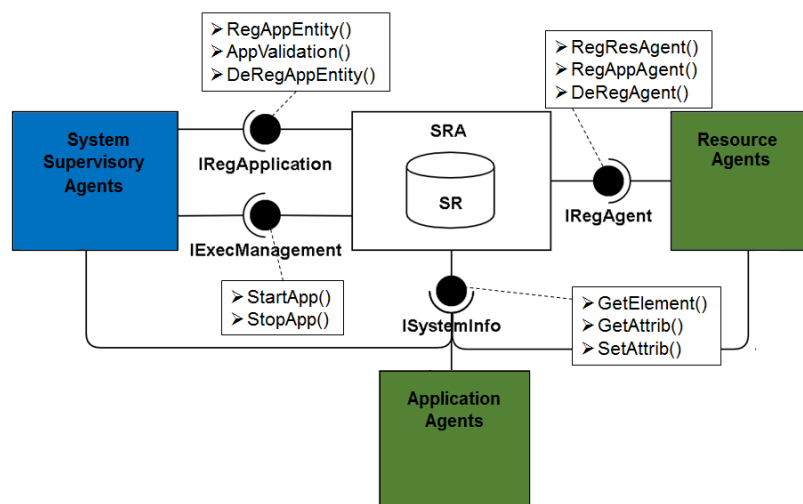 ➢ RegAppEntity()
➢ AppValidation()
➢ DeRegAppEntity()
➢ RegResAgent()
➢ RegAppAgent()
➢ DeRegAgent()
System
Supervisory
Agents
IRegApplication
SRA
SR
IRegAgent
Resource
Agents
IExecManagement
➢ StartApp()
➢ StopApp()
ISystemInfo
➢ GetElement()
➢ GetAttrib()
➢ SetAttrib()
Application
Agents